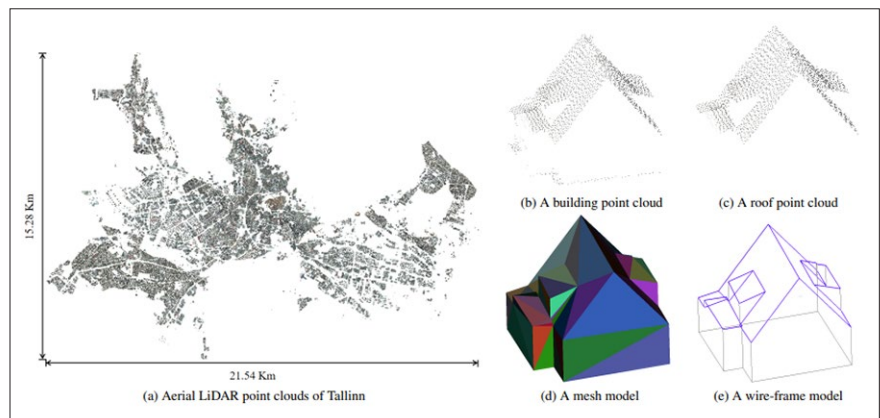 15.28 Km
21.54 Km
(a) Aerial LiDAR point clouds of Tallinn
(b) A building point cloud
(c) A roof point cloud
(d) A mesh model
(e) A wire-frame model